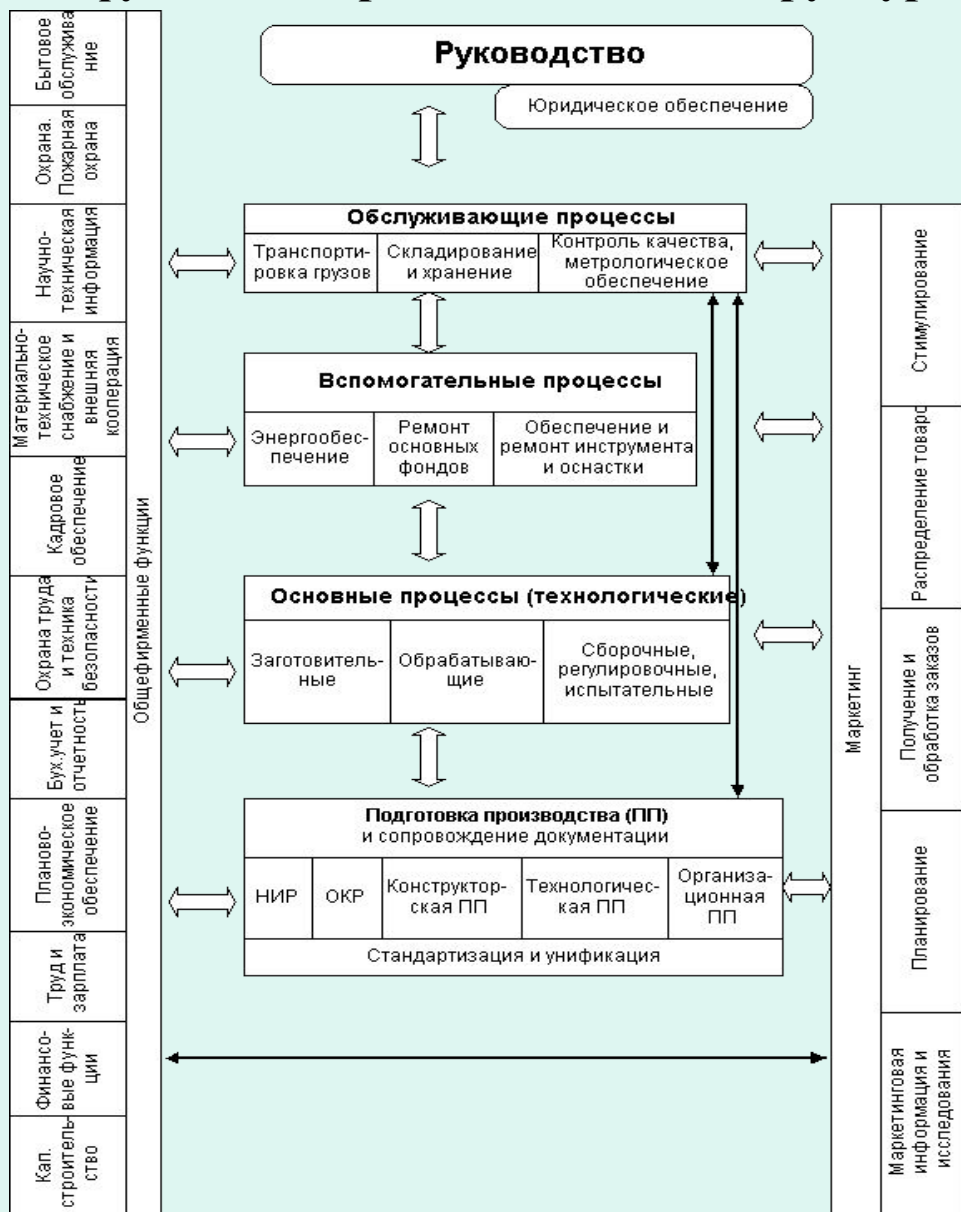 Руководство
Юридическое обеспечение
Бытовое
обслужива
ние
Охрана.
Пожарная
охрана
Научно-
техническая
информация
Материально-
техническое
снабжение и
внешняя
кооперация
Кадровое
обеспечение
Охрана труда
и техника
безопасности
Бух.учет и
отчетность
Планово-
экономическое
обеспечение
Труд и
зарплата
Финансо-
вые функ-
ции
Кап.
строитель-
ство
Общефирменные функции
Обслуживающие процессы
Транспорти-
ровка грузов
Складирование
и хранение
Контроль качества,
метрологическое
обеспечение
Вспомогательные процессы
Энергообес-
печение
Ремонт
основных
фондов
Обеспечение и
ремонт инструмента
и оснастки
Основные процессы (технологические)
Заготовитель-
ные
Обрабатываю-
щие
Сборочные,
регулировочные,
испытательные
Подготовка производства (ПП)
и сопровождение документации
НИР
ОКР
Конструктор-
ская ПП
Технологичес-
кая ПП
Организа-
ционная
ПП
Стандартизация и унификация
Маркетинг
Стимулирование
Распределение товарс
Получение и
обработка заказов
Планирование
Маркетинговая
информация и
исследования